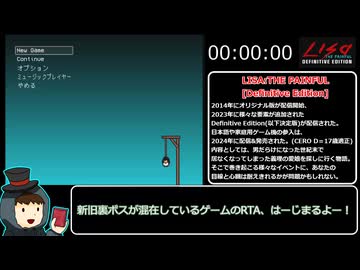 New Game
Continue
オプション
ミュージックプレイヤー
やめる
00:00:00
LISA
THE PAINFUL
DEFINITIVE EDITION
LISA:THE PAINFUL
[Definitive Edition]
2014年にオリジナル版が配信開始、
2023年に様々な要素が追加された
Definitive Edition(以下決定版)が配信された。
日本語や家庭用ゲーム機の参入は、
2024年に配信&発売された。(CERO D=17歳適正)
内容としては、男だらけになった世紀末で
居なくなってしまった義理の愛娘を探しに行く物語。
そこで巻き起こる様々なイベントに、あなたの
目線と心臓は耐えきれるかが問題かもしれない。
新旧裏ボスが混在しているゲームのRTA、はーじまるよー！